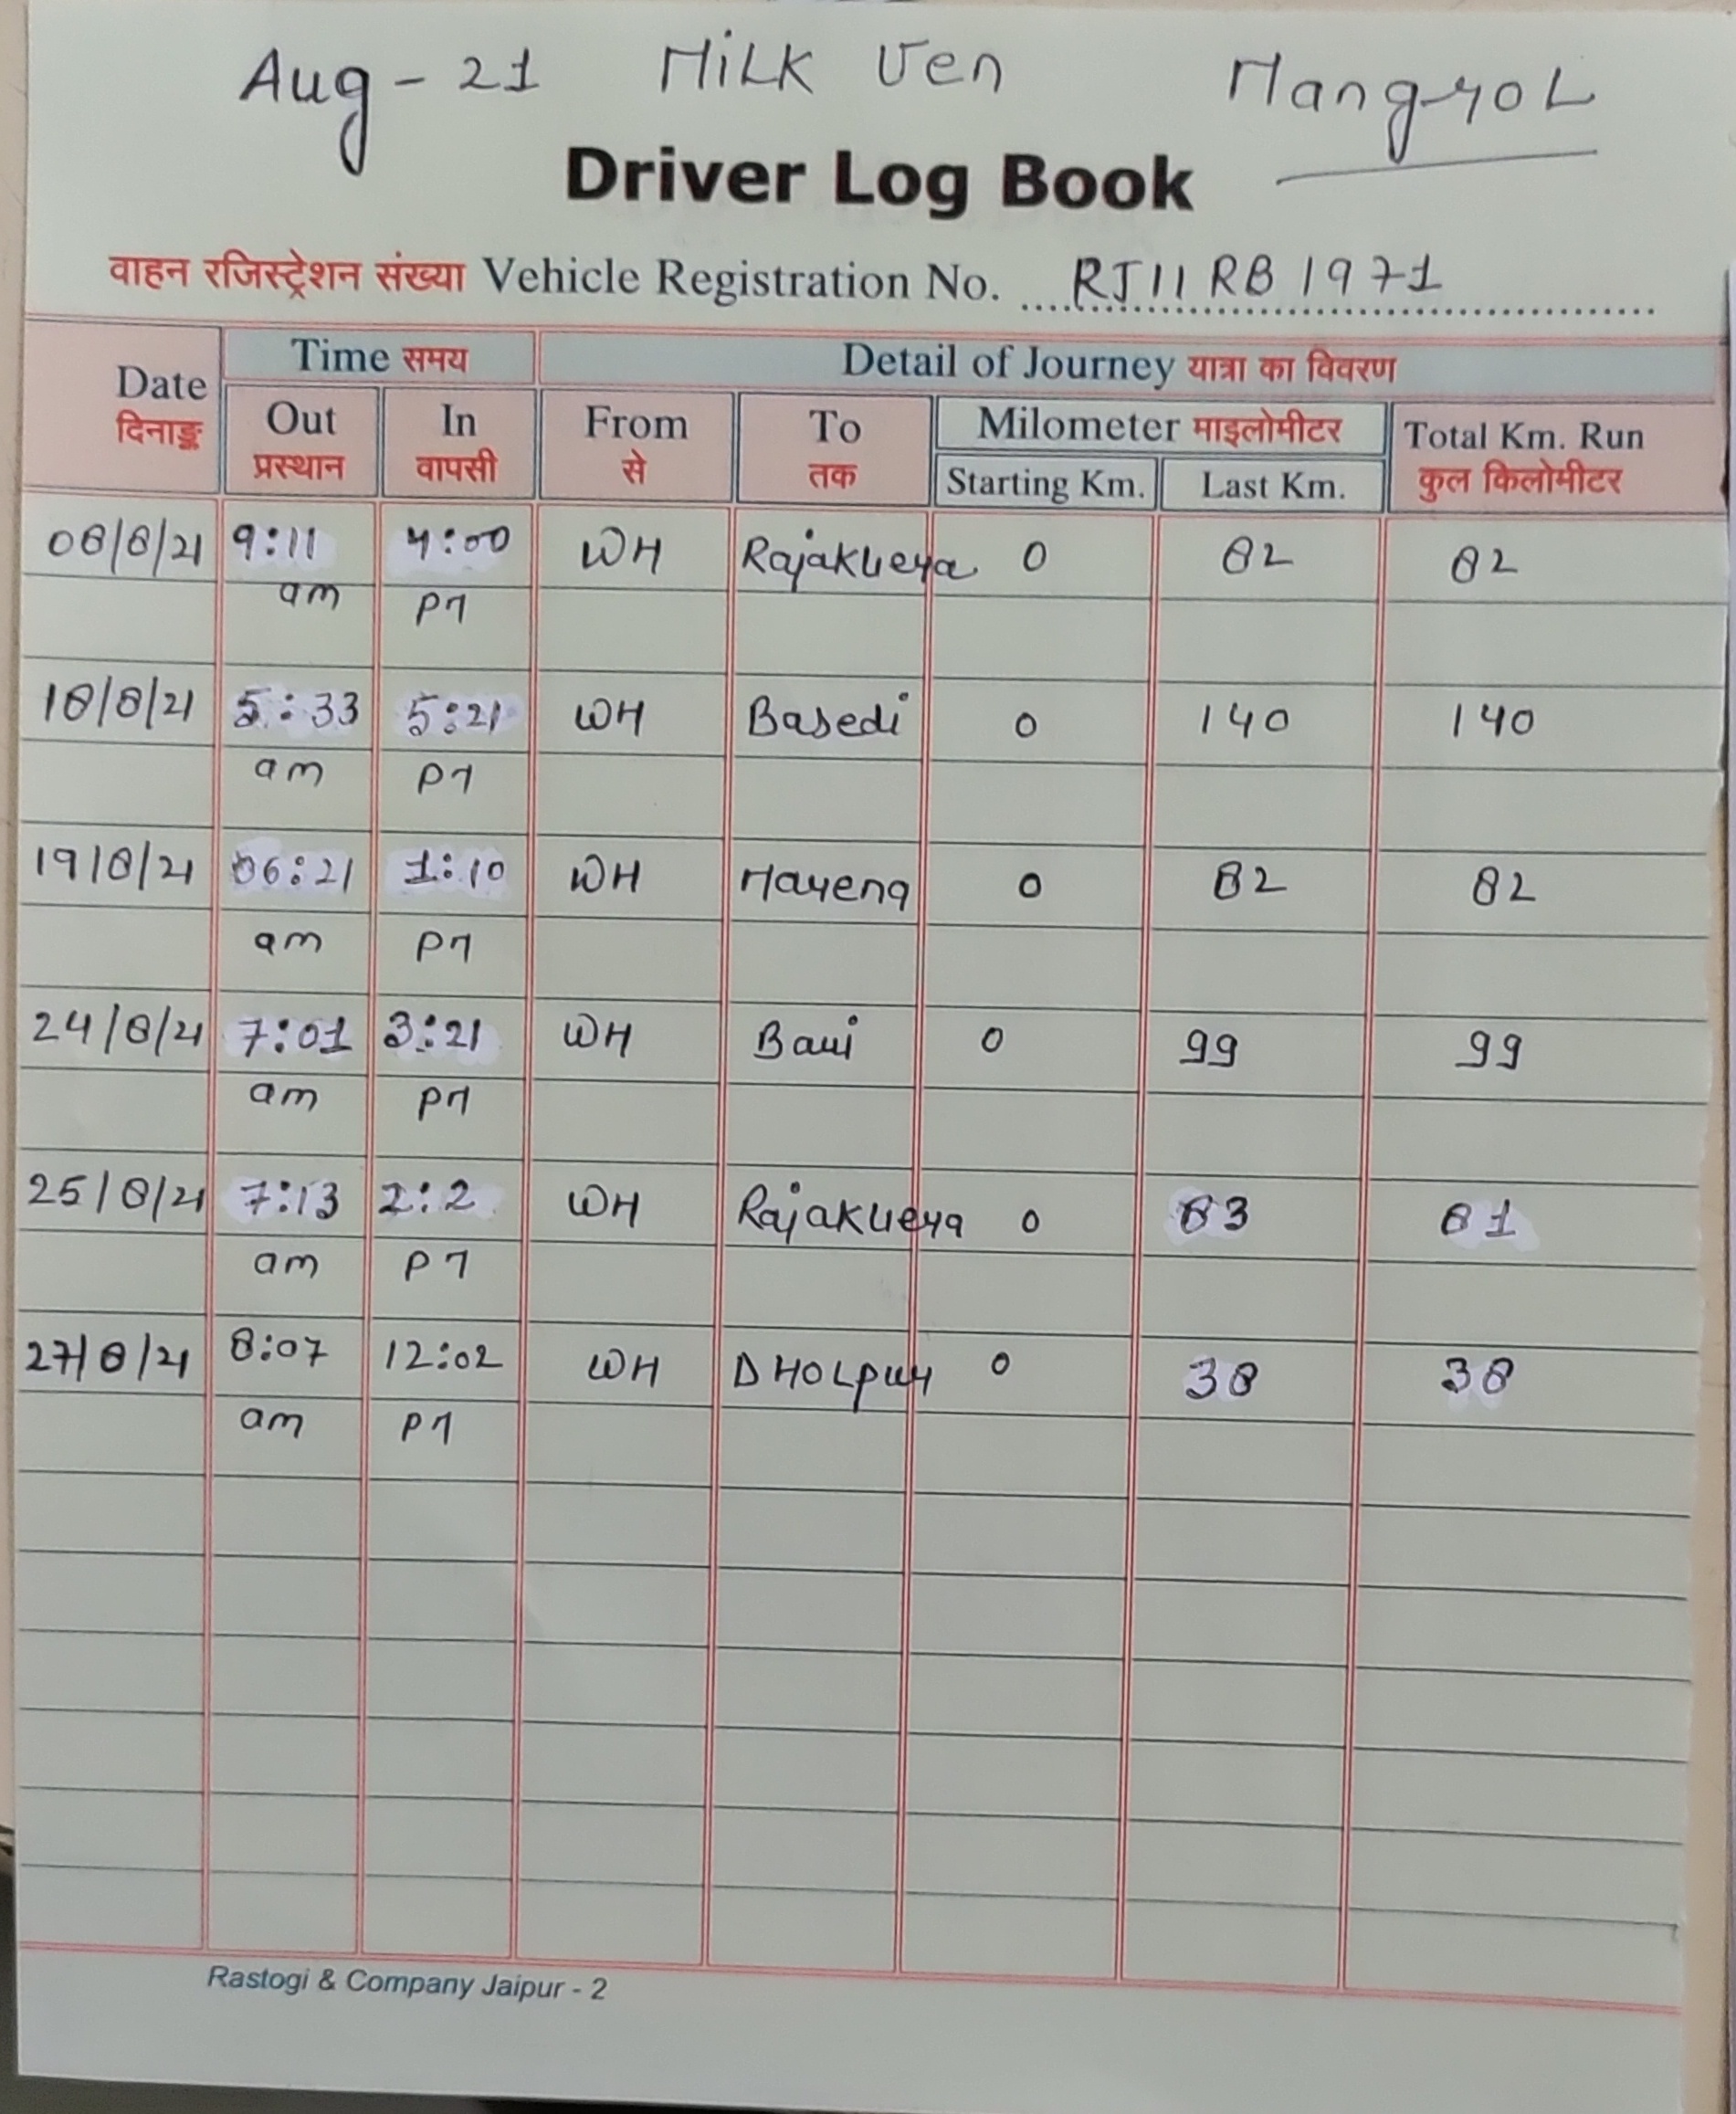 Aug - 21 MiLK Ven Mangrol
Driver Log Book
वाहन रजिस्ट्रेशन संख्या Vehicle Registration No. RJ11 RB 1971
Date Time समय Detail of Journey यात्रा का विवरण
दिनाङ्क Out In From To Milometer माइलोमीटर Total Km. Run
प्रस्थान वापसी से तक Starting Km. Last Km. कुल किलोमीटर
08/8/21 9:11 4:00 WH Rajakhera 0 82 82
am PM
18/8/21 5:33 5:21 WH Basedi 0 140 140
am PM
19/8/21 06:21 1:10 WH Marena 0 82 82
am PM
24/8/21 7:01 3:21 WH Bari 0 99 99
am PM
25/8/21 7:13 2:2 WH Rajakhera 0 83 81
am PM
27/8/21 8:07 12:02 WH DHOLpur 0 38 38
am PM
Rastogi & Company Jaipur - 2